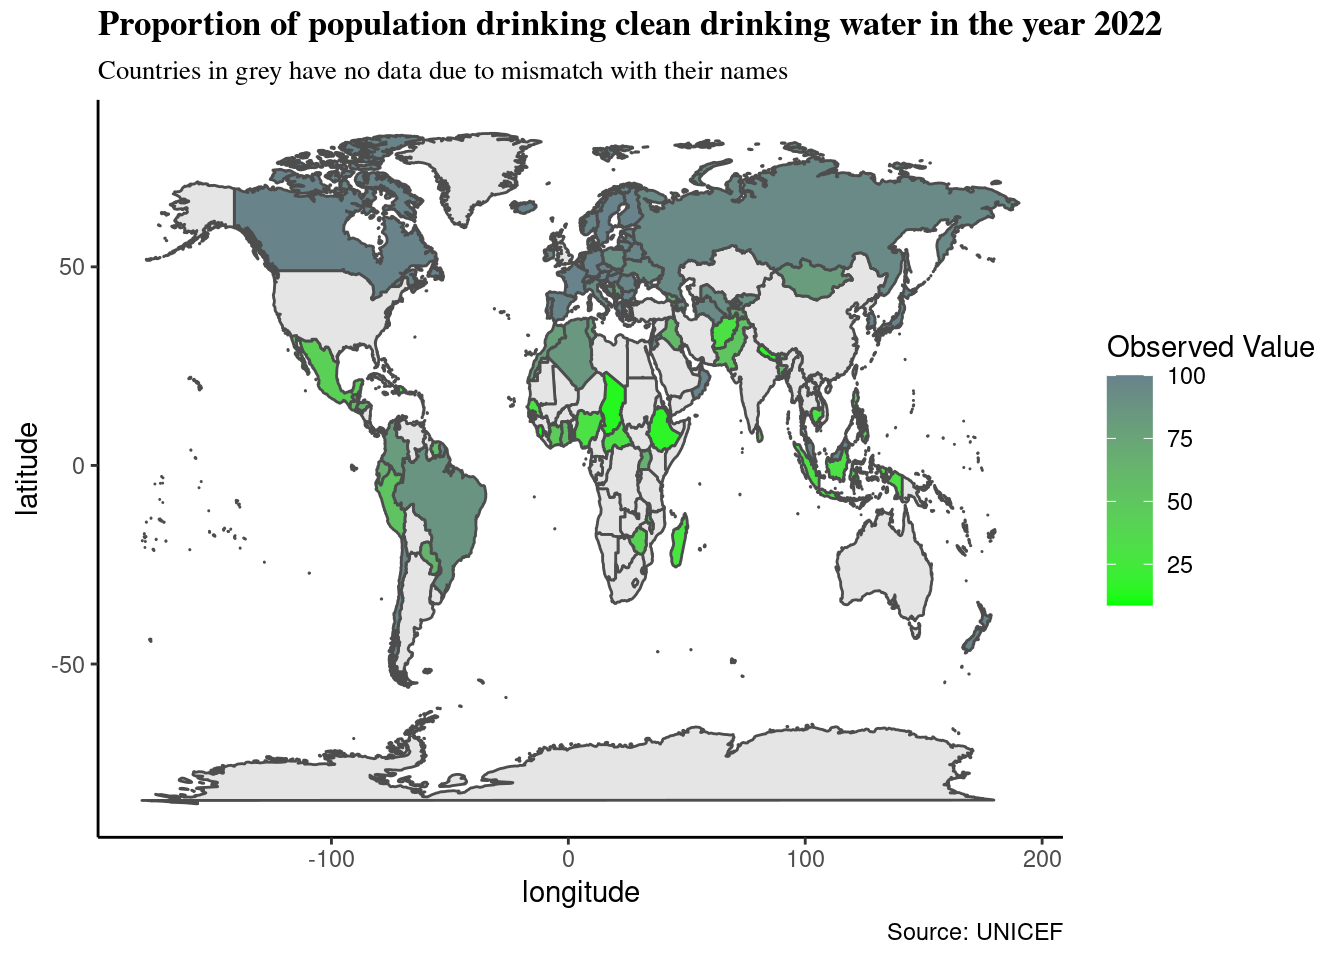 Proportion of population drinking clean drinking water in the year 2022
Countries in grey have no data due to mismatch with their names
50
0
-50
latitude
-100
0
100
200
longitude
Observed Value
100
75
50
25
Source: UNICEF